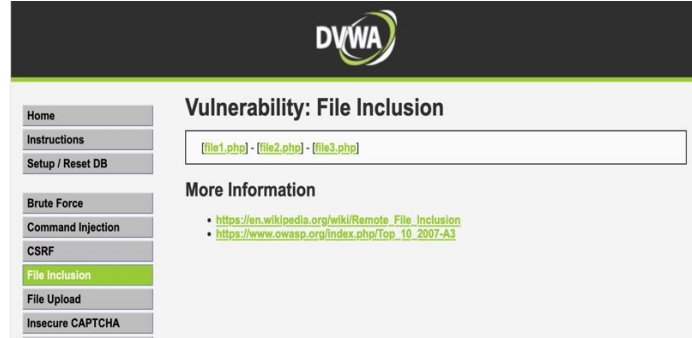 DVWA
Home
Instructions
Setup / Reset DB
Brute Force
Command Injection
CSRF
File Inclusion
File Upload
Insecure CAPTCHA
Vulnerability: File Inclusion
[file1.php] - [file2.php] - [file3.php]
More Information
https://en.wikipedia.org/wiki/Remote_File_Inclusion
https://www.owasp.org/index.php/Top_10_2007-A3